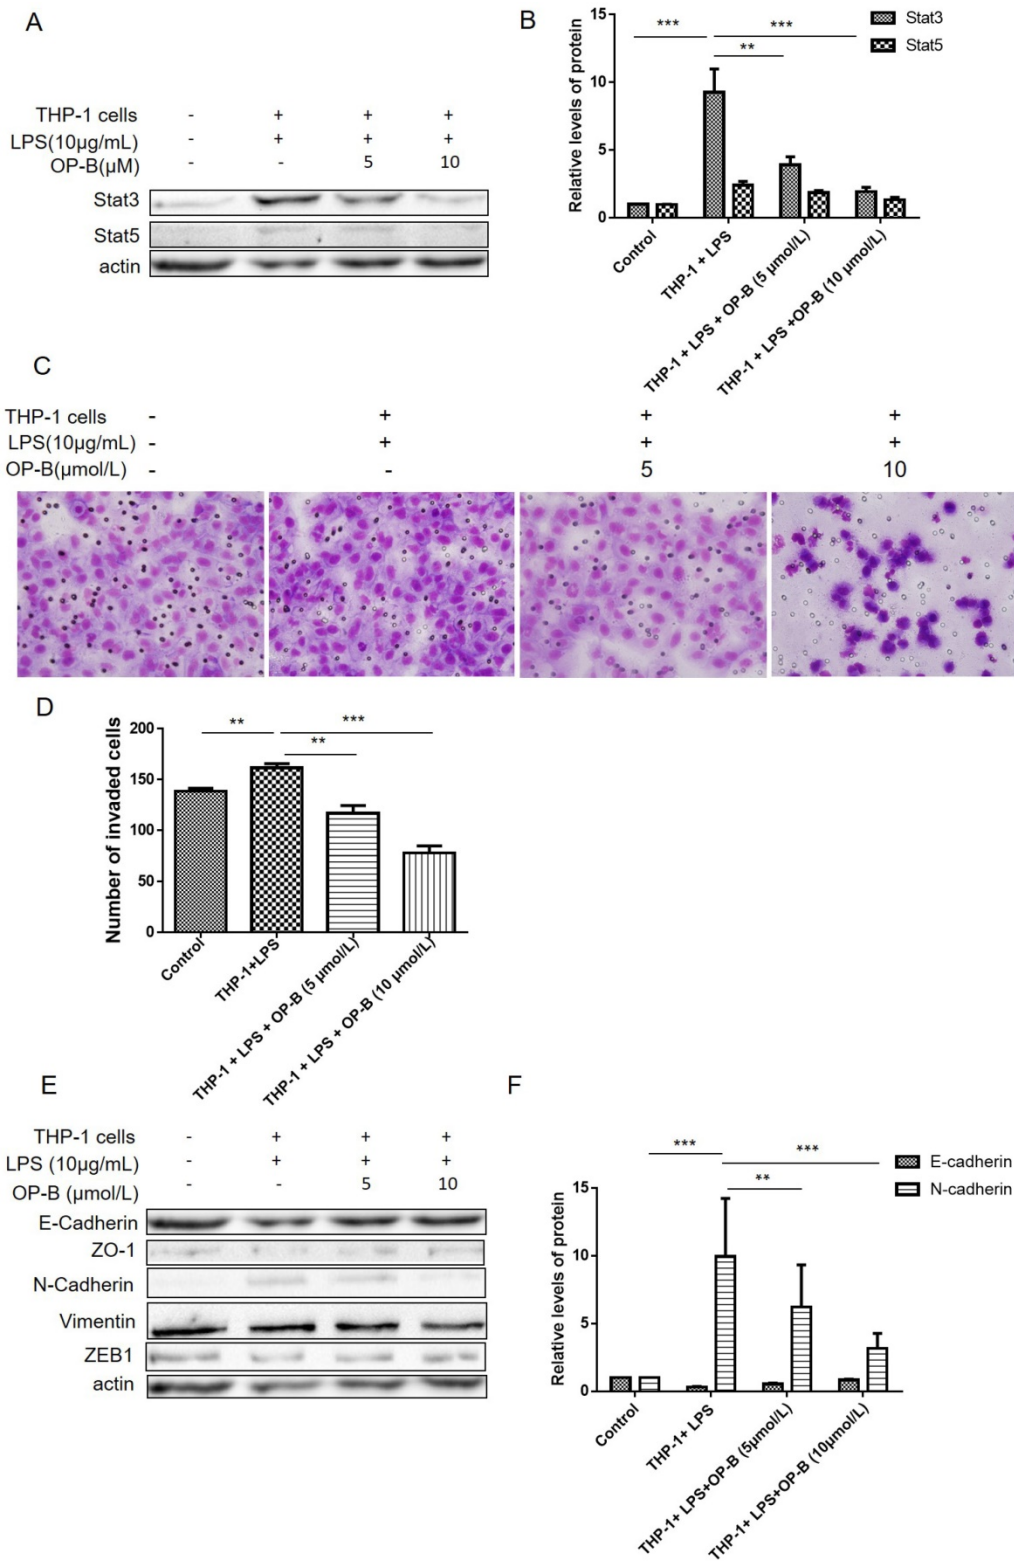 A
THP-1 cells - + + +
LPS(10µg/mL) - + + +
OP-B(µM) - - 5 10
Stat3
Stat5
actin
B
Relative levels of protein
15
10
5
0
*** ***
**
Stat3
Stat5
Control
THP-1 + LPS
THP-1 + LPS + OP-B (5 µmol/L)
THP-1 + LPS +OP-B (10 µmol/L)
C
THP-1 cells - + + +
LPS(10µg/mL) - + + +
OP-B(µmol/L) - - 5 10
D
Number of invaded cells
200
150
100
50
0
** ***
**
Control
THP-1+LPS
THP-1 + LPS + OP-B (5 µmol/L)
THP-1 + LPS + OP-B (10 µmol/L)
E
THP-1 cells - + + +
LPS (10µg/mL) - + + +
OP-B (µmol/L) - - 5 10
E-Cadherin
ZO-1
N-Cadherin
Vimentin
ZEB1
actin
F
Relative levels of protein
15
10
5
0
*** ***
**
E-cadherin
N-cadherin
Control
THP-1+ LPS
THP-1+ LPS+OP-B (5µmol/L)
THP-1+ LPS+OP-B (10µmol/L)